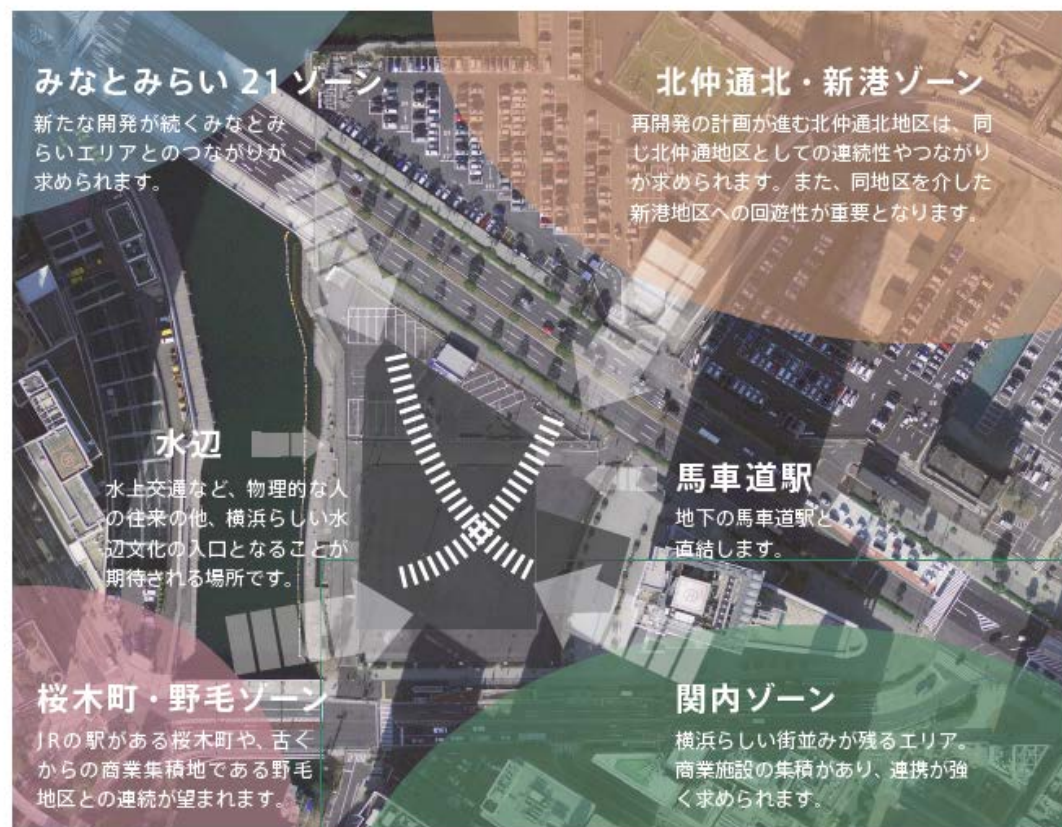 みなとみらい 21 ゾーン
新たな開発が続くみなとみ
らいエリアとのつながりが
求められます。
北仲通北・新港ゾーン
再開発の計画が進む北仲通北地区は、同
じ北仲通地区としての連続性やつながり
が求められます。また、同地区を介した
新港地区への回遊性が重要となります。
水辺
水上交通など、物理的な人
の往来の他、横浜らしい水
辺文化の入口となることが
期待される場所です。
馬車道駅
地下の馬車道駅と
直結します。
桜木町・野毛ゾーン
JRの駅がある桜木町や、古く
からの商業集積地である野毛
地区との連続が望まれます。
関内ゾーン
横浜らしい街並みが残るエリア。
商業施設の集積があり、連携が強
く求められます。